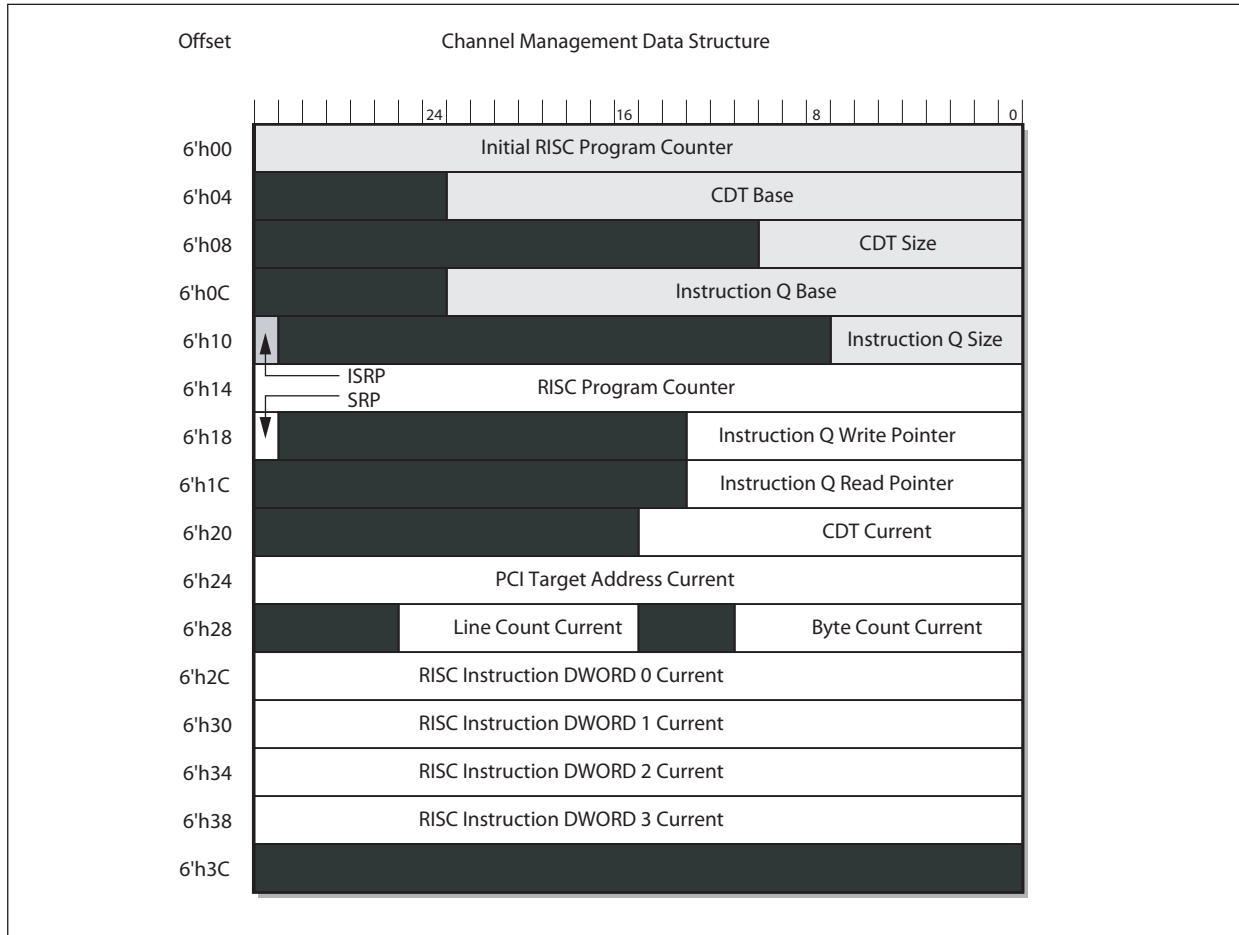 Offset Channel Management Data Structure
24 16 8 0
6'h00 Initial RISC Program Counter
6'h04 CDT Base
6'h08 CDT Size
6'h0C Instruction Q Base
6'h10 Instruction Q Size
ISRP
6'h14 RISC Program Counter
SRP
6'h18 Instruction Q Write Pointer
6'h1C Instruction Q Read Pointer
6'h20 CDT Current
6'h24 PCI Target Address Current
6'h28 Line Count Current Byte Count Current
6'h2C RISC Instruction DWORD 0 Current
6'h30 RISC Instruction DWORD 1 Current
6'h34 RISC Instruction DWORD 2 Current
6'h38 RISC Instruction DWORD 3 Current
6'h3C